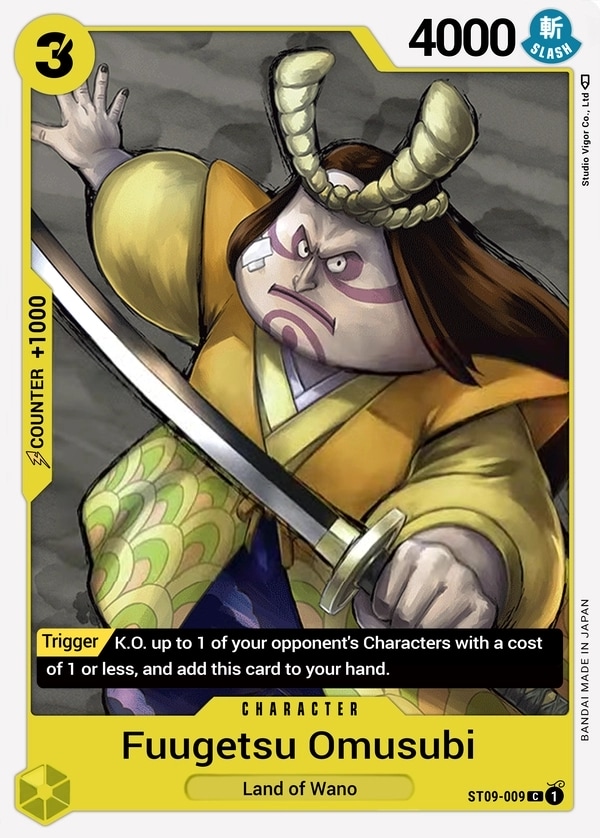 3
4000
斬
SLASH
Studio Vigor Co., Ltd
COUNTER +1000
Trigger K.O. up to 1 of your opponent's Characters with a cost
of 1 or less, and add this card to your hand.
CHARACTER
Fuugetsu Omusubi
Land of Wano
ST09-009 C 1
BANDAI MADE IN JAPAN